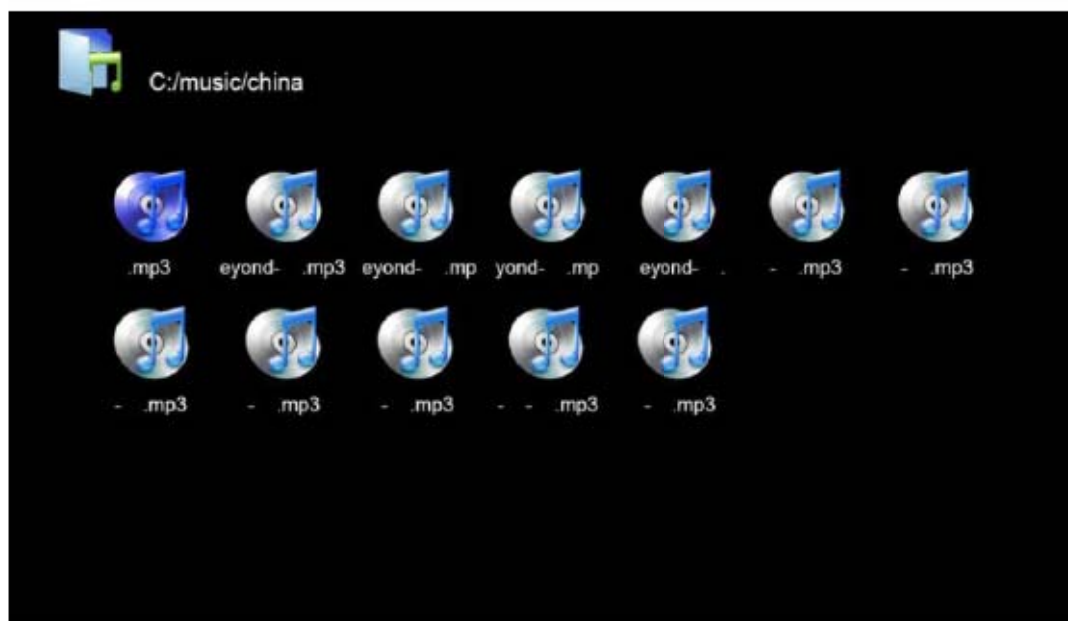 C:/music/china
.mp3 eyond- .mp3 eyond- .mp yond- .mp eyond- . - .mp3 - .mp3
- .mp3 - .mp3 - .mp3 - - .mp3 - .mp3